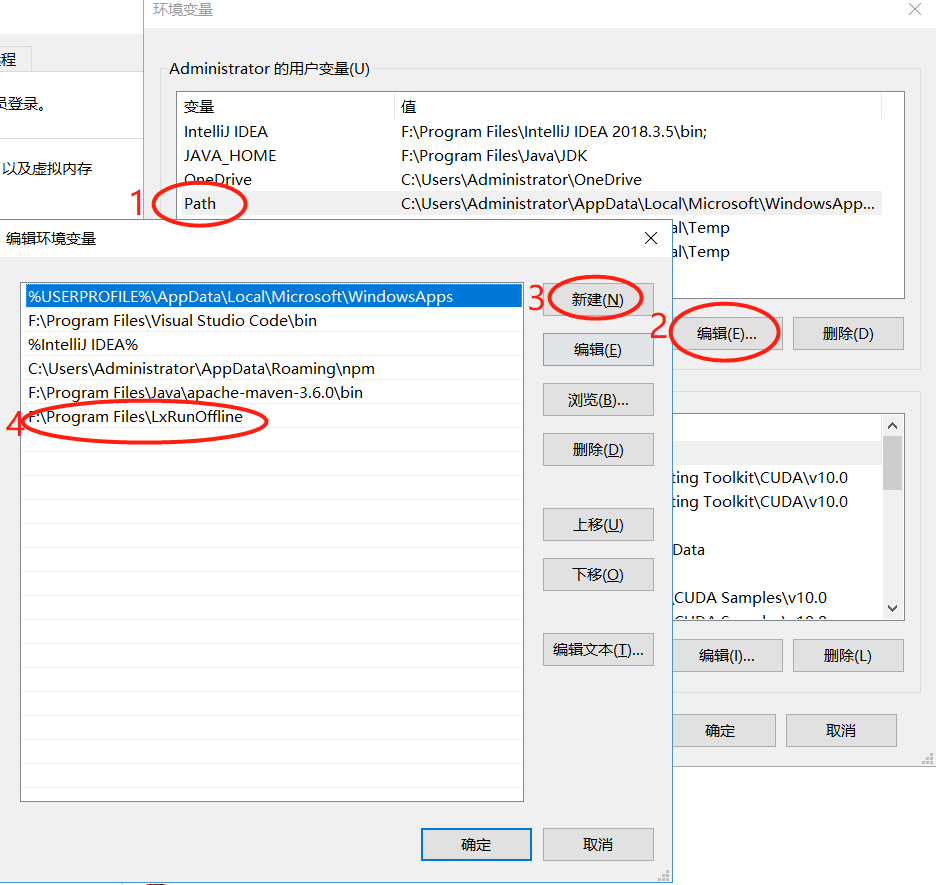 环境变量
程
员登录。
以及虚拟内存
Administrator 的用户变量(U)
变量 值
IntelliJ IDEA F:\Program Files\IntelliJ IDEA 2018.3.5\bin;
JAVA_HOME F:\Program Files\Java\JDK
OneDrive C:\Users\Administrator\OneDrive
1 Path C:\Users\Administrator\AppData\Local\Microsoft\WindowsApp...
al\Temp
al\Temp
2 编辑(E)... 删除(D)
ting Toolkit\CUDA\v10.0
ting Toolkit\CUDA\v10.0
Data
\CUDA Samples\v10.0
编辑(I)... 删除(L)
确定 取消
编辑环境变量
%USERPROFILE%\AppData\Local\Microsoft\WindowsApps
F:\Program Files\Visual Studio Code\bin
%IntelliJ IDEA%
C:\Users\Administrator\AppData\Roaming\npm
F:\Program Files\Java\apache-maven-3.6.0\bin
4 F:\Program Files\LxRunOffline
3 新建(N)
编辑(E)
浏览(B)...
删除(D)
上移(U)
下移(O)
编辑文本(T)...
确定 取消